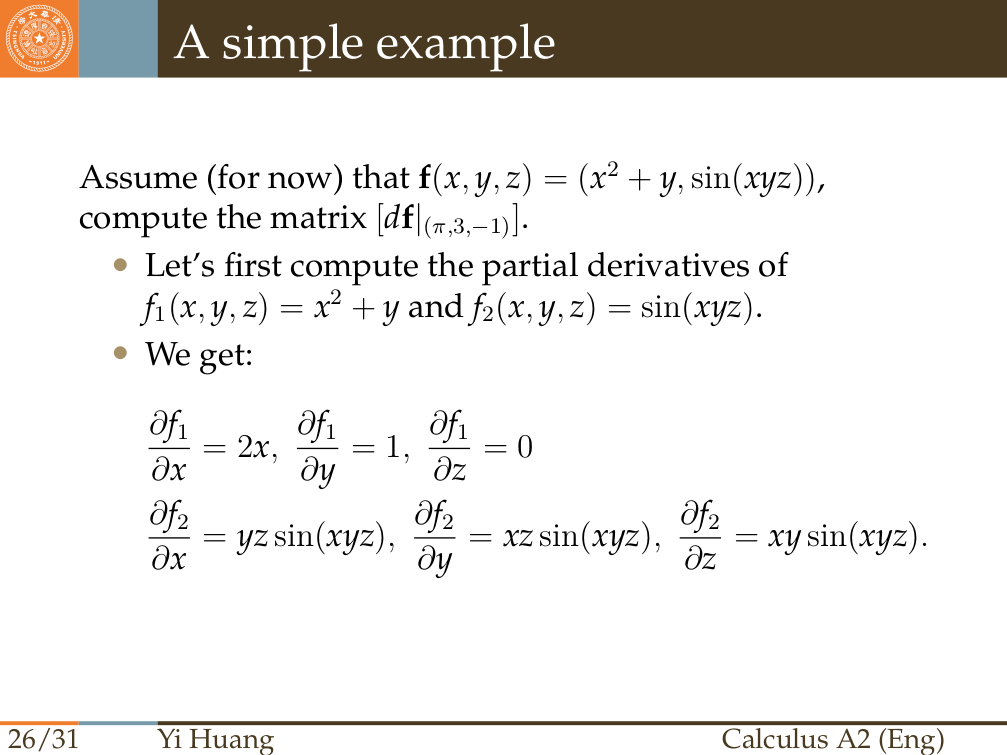 A simple example
Assume (for now) that f(x, y, z) = (x² + y, sin(xyz)),
compute the matrix [df|₍π,3,−1₎].
• Let's first compute the partial derivatives of
f₁(x, y, z) = x² + y and f₂(x, y, z) = sin(xyz).
• We get:
∂f₁/∂x = 2x, ∂f₁/∂y = 1, ∂f₁/∂z = 0
∂f₂/∂x = yz sin(xyz), ∂f₂/∂y = xz sin(xyz), ∂f₂/∂z = xy sin(xyz).
26/31 Yi Huang Calculus A2 (Eng)